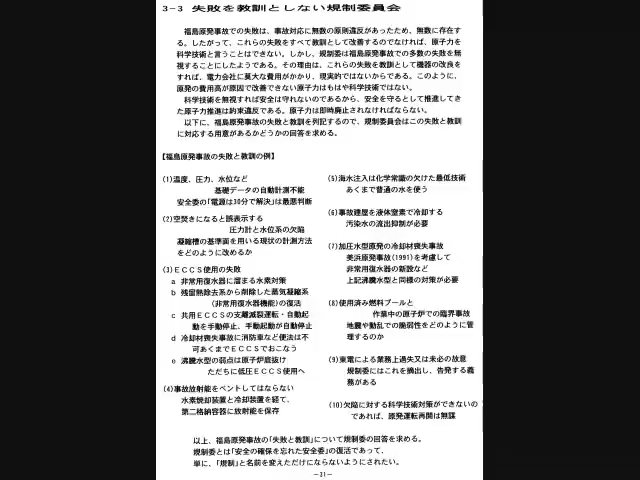 3-3 失敗を教訓としない規制委員会
福島原発事故での失敗は、事故対応に無数の原則違反があったため、無数に存在す
る。したがって、これらの失敗をすべて教訓として改善するのでなければ、原子力を
科学技術と言うことはできない。しかし、規制委は福島原発事故での多数の失敗を無
視することにしたようである。その理由は、これらの失敗を教訓として機器の改良を
すれば、電力会社に莫大な費用がかかり、現実的ではないからである。このように、
原発の費用高が原因で改善できない原子力はもはや科学技術ではない。
科学技術を無視すれば安全は守れないのであるから、安全を守るとして推進してき
た原子力推進は約束違反である。原子力は即時廃止されなければならない。
以下に、福島原発事故の失敗と教訓を列記するので、規制委員会はこの失敗と教訓
に対応する用意があるかどうかの回答を求める。
【福島原発事故の失敗と教訓の例】
(1)温度、圧力、水位など
基礎データの自動計測不能
安全委の「電源は30分で解決」は最悪判断
(2)空焚きになると誤表示する
圧力計と水位系の欠陥
凝縮槽の基準面を用いる現状の計測方法
をどのように改めるか
(3)ECCS使用の失敗
a 非常用復水器に溜まる水素対策
b 残留熱除去系から削除した蒸気凝縮系
(非常用復水器機能)の復活
c 共用ECCSの支離滅裂運転・自動起
動を手動停止、手動起動が自動停止
d 冷却材喪失事故に消防車など便法は不
可あくまでECCSでおこなう
e 沸騰水型の弱点は原子炉底抜け
ただちに低圧ECCS使用へ
(4)事故放射能をベントしてはならない
水素焼却装置と冷却装置を経て、
第二格納容器に放射能を保存
(5)海水注入は化学常識の欠けた最低技術
あくまで普通の水を使う
(6)事故建屋を液体窒素で冷却する
汚染水の流出抑制が必要
(7)加圧水型原発の冷却材喪失事故
美浜原発事故(1991)を考慮して
非常用復水器の新設など
上記沸騰水型と同様の対策が必要
(8)使用済み燃料プールと
作業中の原子炉での臨界事故
地震や動乱での脆弱性をどのように管
理するのか
(9)東電による業務上過失又は未必の故意
規制委にはこれを摘出し、告発する義
務がある
(10)欠陥に対する科学技術対策ができないの
であれば、原発運転再開は無謀
以上、福島原発事故の「失敗と教訓」について規制委の回答を求める。
規制委とは「安全の確保を忘れた安全委」の復活であって、
単に、「規制」と名前を変えただけにならないようにされたい。
－31－